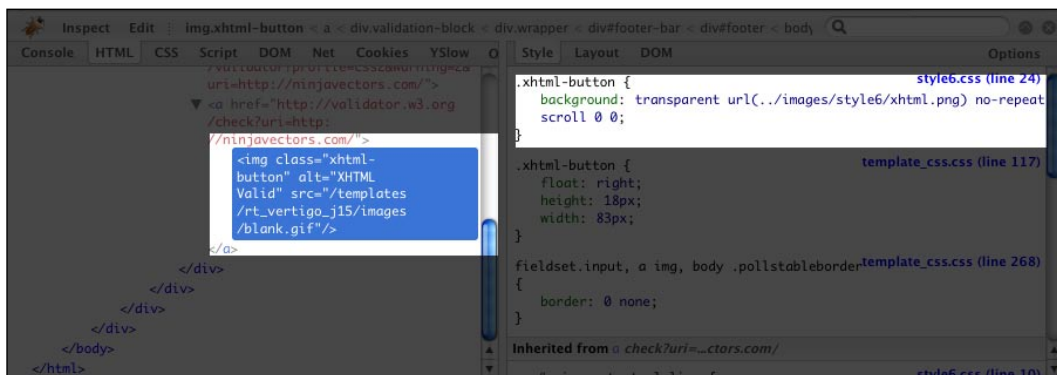 Inspect Edit img.xhtml-button < a < div.validation-block < div.wrapper < div#footer-bar < div#footer < body
Console HTML CSS Script DOM Net Cookies YSlow
uri=http://ninjavectors.com/">
<a href="http://validator.w3.org
/check?uri=http:
//ninjavectors.com/">
<img class="xhtml-
button" alt="XHTML
Valid" src="/templates
/rt_vertigo_j15/images
/blank.gif"/>
</a>
</div>
</div>
</div>
</div>
</body>
</html>
Style Layout DOM Options
.xhtml-button { style6.css (line 24)
background: transparent url(../images/style6/xhtml.png) no-repeat
scroll 0 0;
}
.xhtml-button { template_css.css (line 117)
float: right;
height: 18px;
width: 83px;
}
fieldset.input, a img, body .pollstableborder template_css.css (line 268)
{
border: 0 none;
}
Inherited from a check?uri=...ctors.com/
style6.css (line 10)